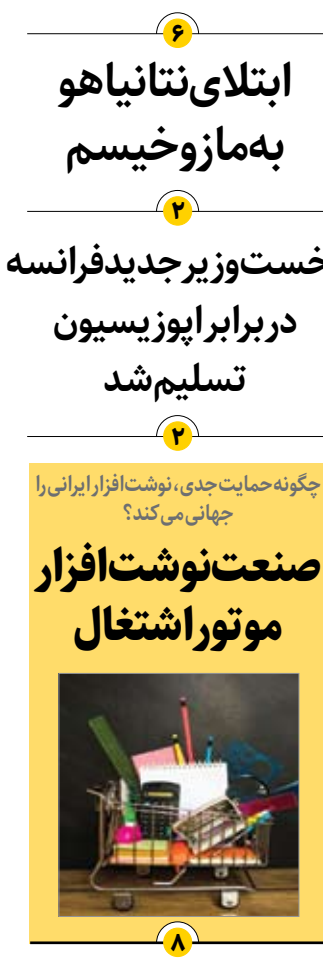 ۶
ابتلای نتانیاهو
به مازوخیسم
۲
خست‌وزیر جدید فرانسه
در برابر اپوزیسیون
تسلیم شد
۲
چگونه حمایت جدی، نوشت‌افزار ایرانی را
جهانی می‌کند؟
صنعت نوشت‌افزار
موتور اشتغال
۸